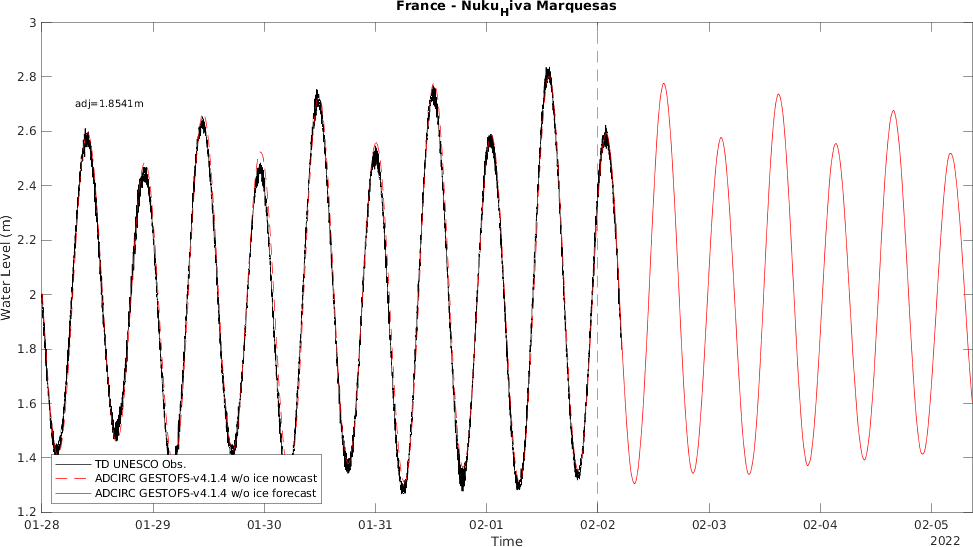 France - Nuku_Hiva Marquesas
3
2.8
adj=1.8541m
2.6
2.4
2.2
Water Level (m)
2
1.8
1.6
1.4
TD UNESCO Obs.
ADCIRC GESTOFS-v4.1.4 w/o ice nowcast
ADCIRC GESTOFS-v4.1.4 w/o ice forecast
1.2
01-28 01-29 01-30 01-31 02-01 02-02 02-03 02-04 02-05
Time 2022